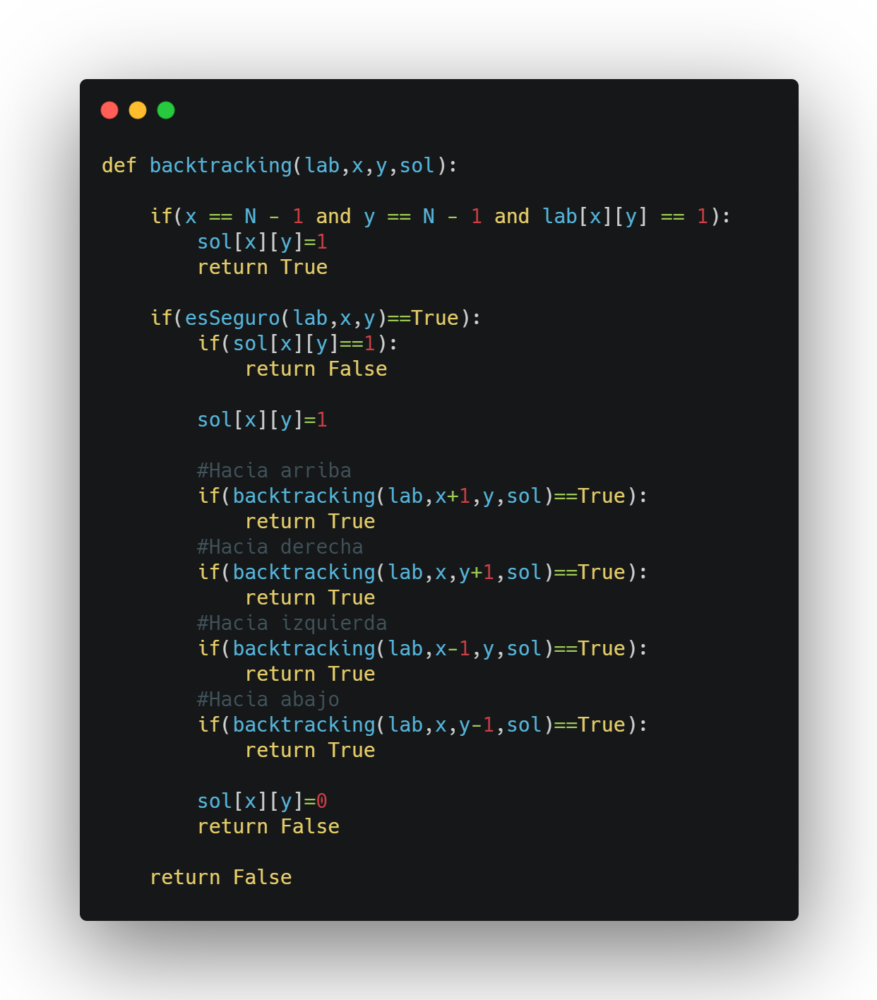 def backtracking(lab,x,y,sol):
    if(x == N - 1 and y == N - 1 and lab[x][y] == 1):
        sol[x][y]=1
        return True
    if(esSeguro(lab,x,y)==True):
        if(sol[x][y]==1):
            return False
        sol[x][y]=1
        #Hacia arriba
        if(backtracking(lab,x+1,y,sol)==True):
            return True
        #Hacia derecha
        if(backtracking(lab,x,y+1,sol)==True):
            return True
        #Hacia izquierda
        if(backtracking(lab,x-1,y,sol)==True):
            return True
        #Hacia abajo
        if(backtracking(lab,x,y-1,sol)==True):
            return True
        sol[x][y]=0
        return False
    return False